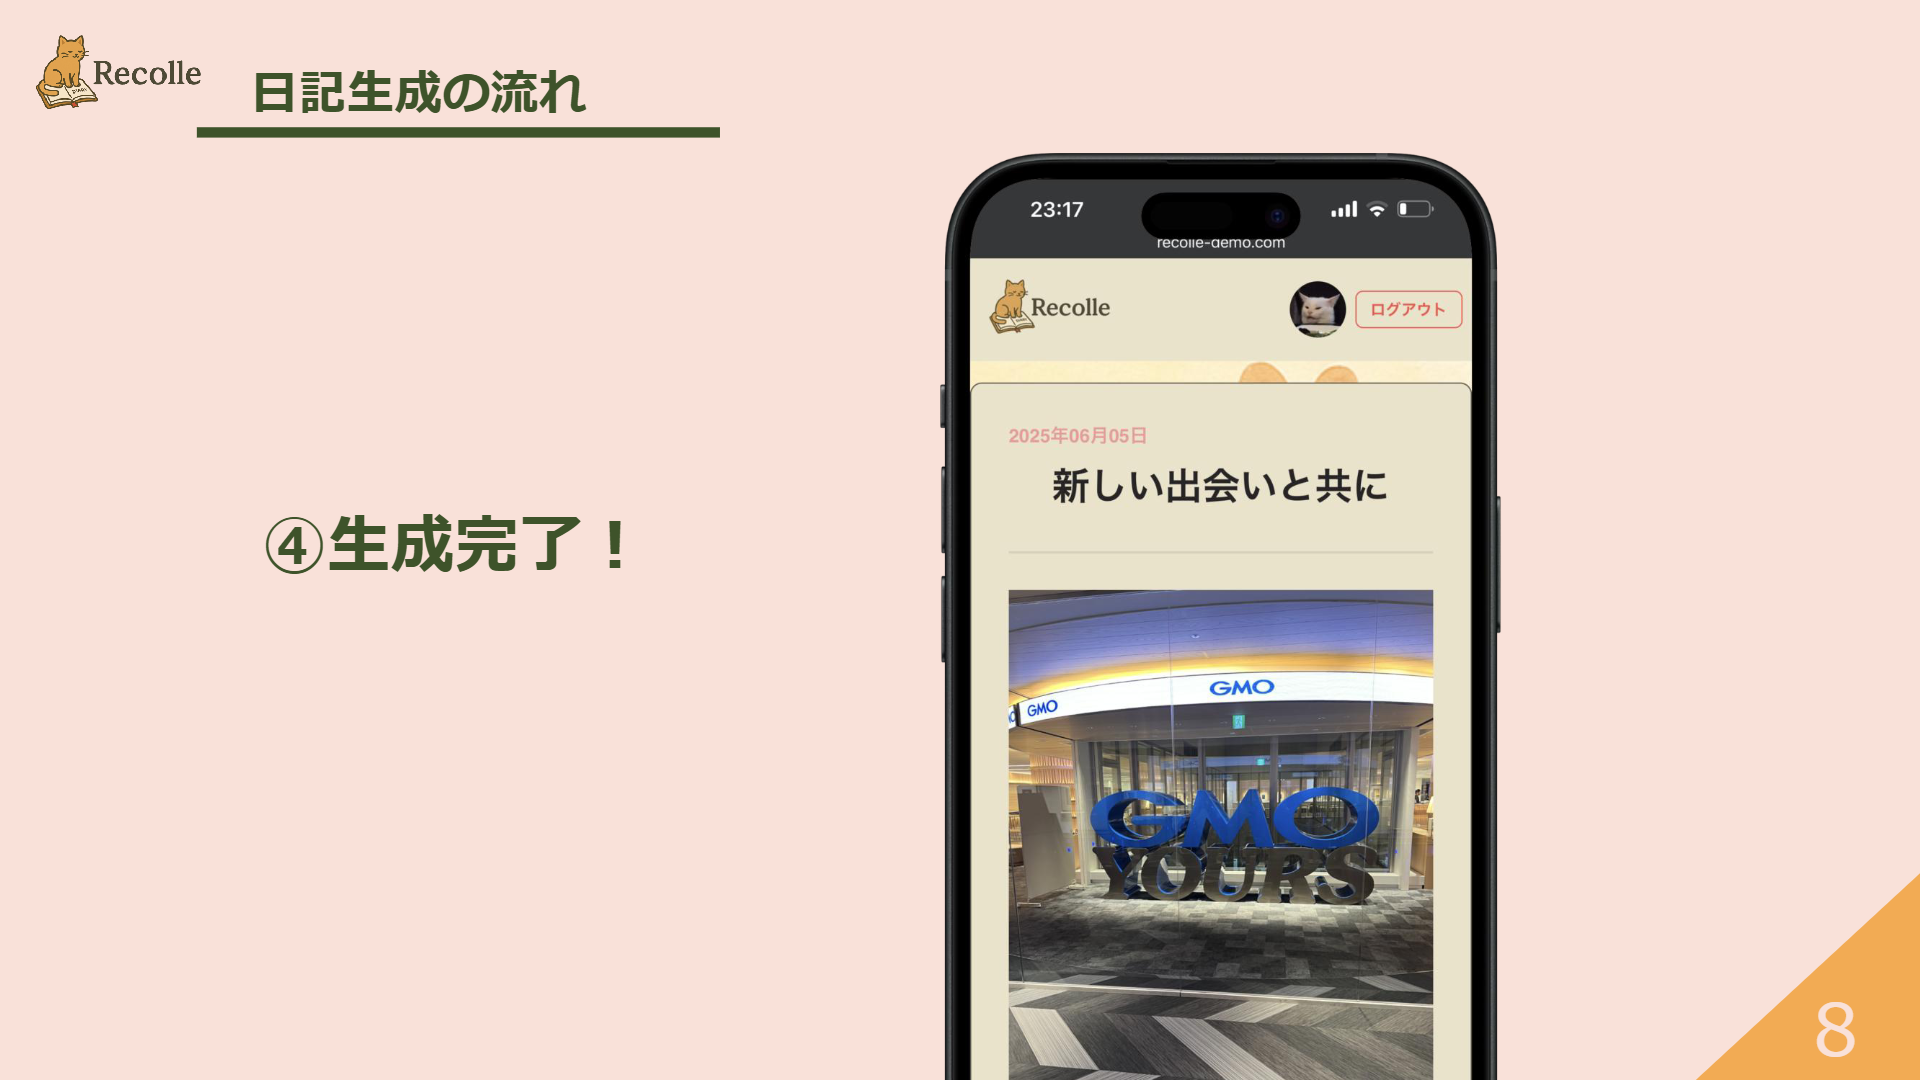 Recolle
日記生成の流れ
④生成完了！
23:17
recolle-demo.com
Recolle
ログアウト
2025年06月05日
新しい出会いと共に
GMO
GMO
GMO
YOURS
8